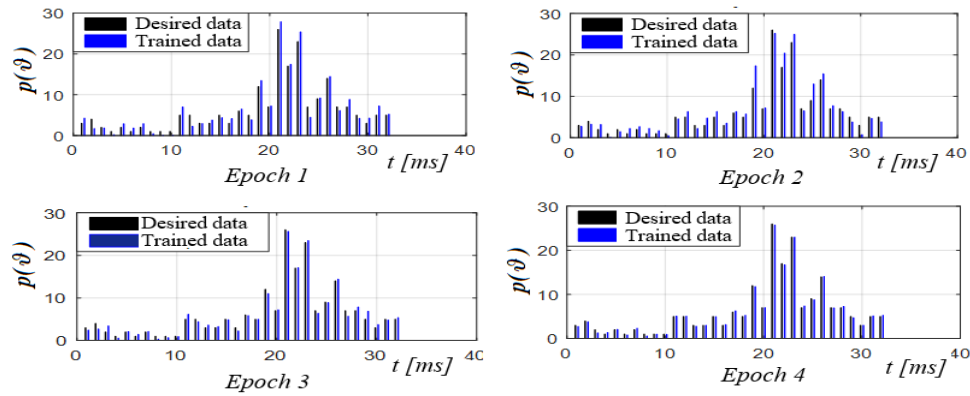 30
20
10
0
p(ϑ)
Desired data
Trained data
0
10
20
30
40
t [ms]
Epoch 1
30
20
10
0
p(ϑ)
Desired data
Trained data
0
10
20
30
40
t [ms]
Epoch 2
30
20
10
0
p(ϑ)
Desired data
Trained data
0
10
20
30
40
t [ms]
Epoch 3
30
20
10
0
p(ϑ)
Desired data
Trained data
0
10
20
30
40
t [ms]
Epoch 4